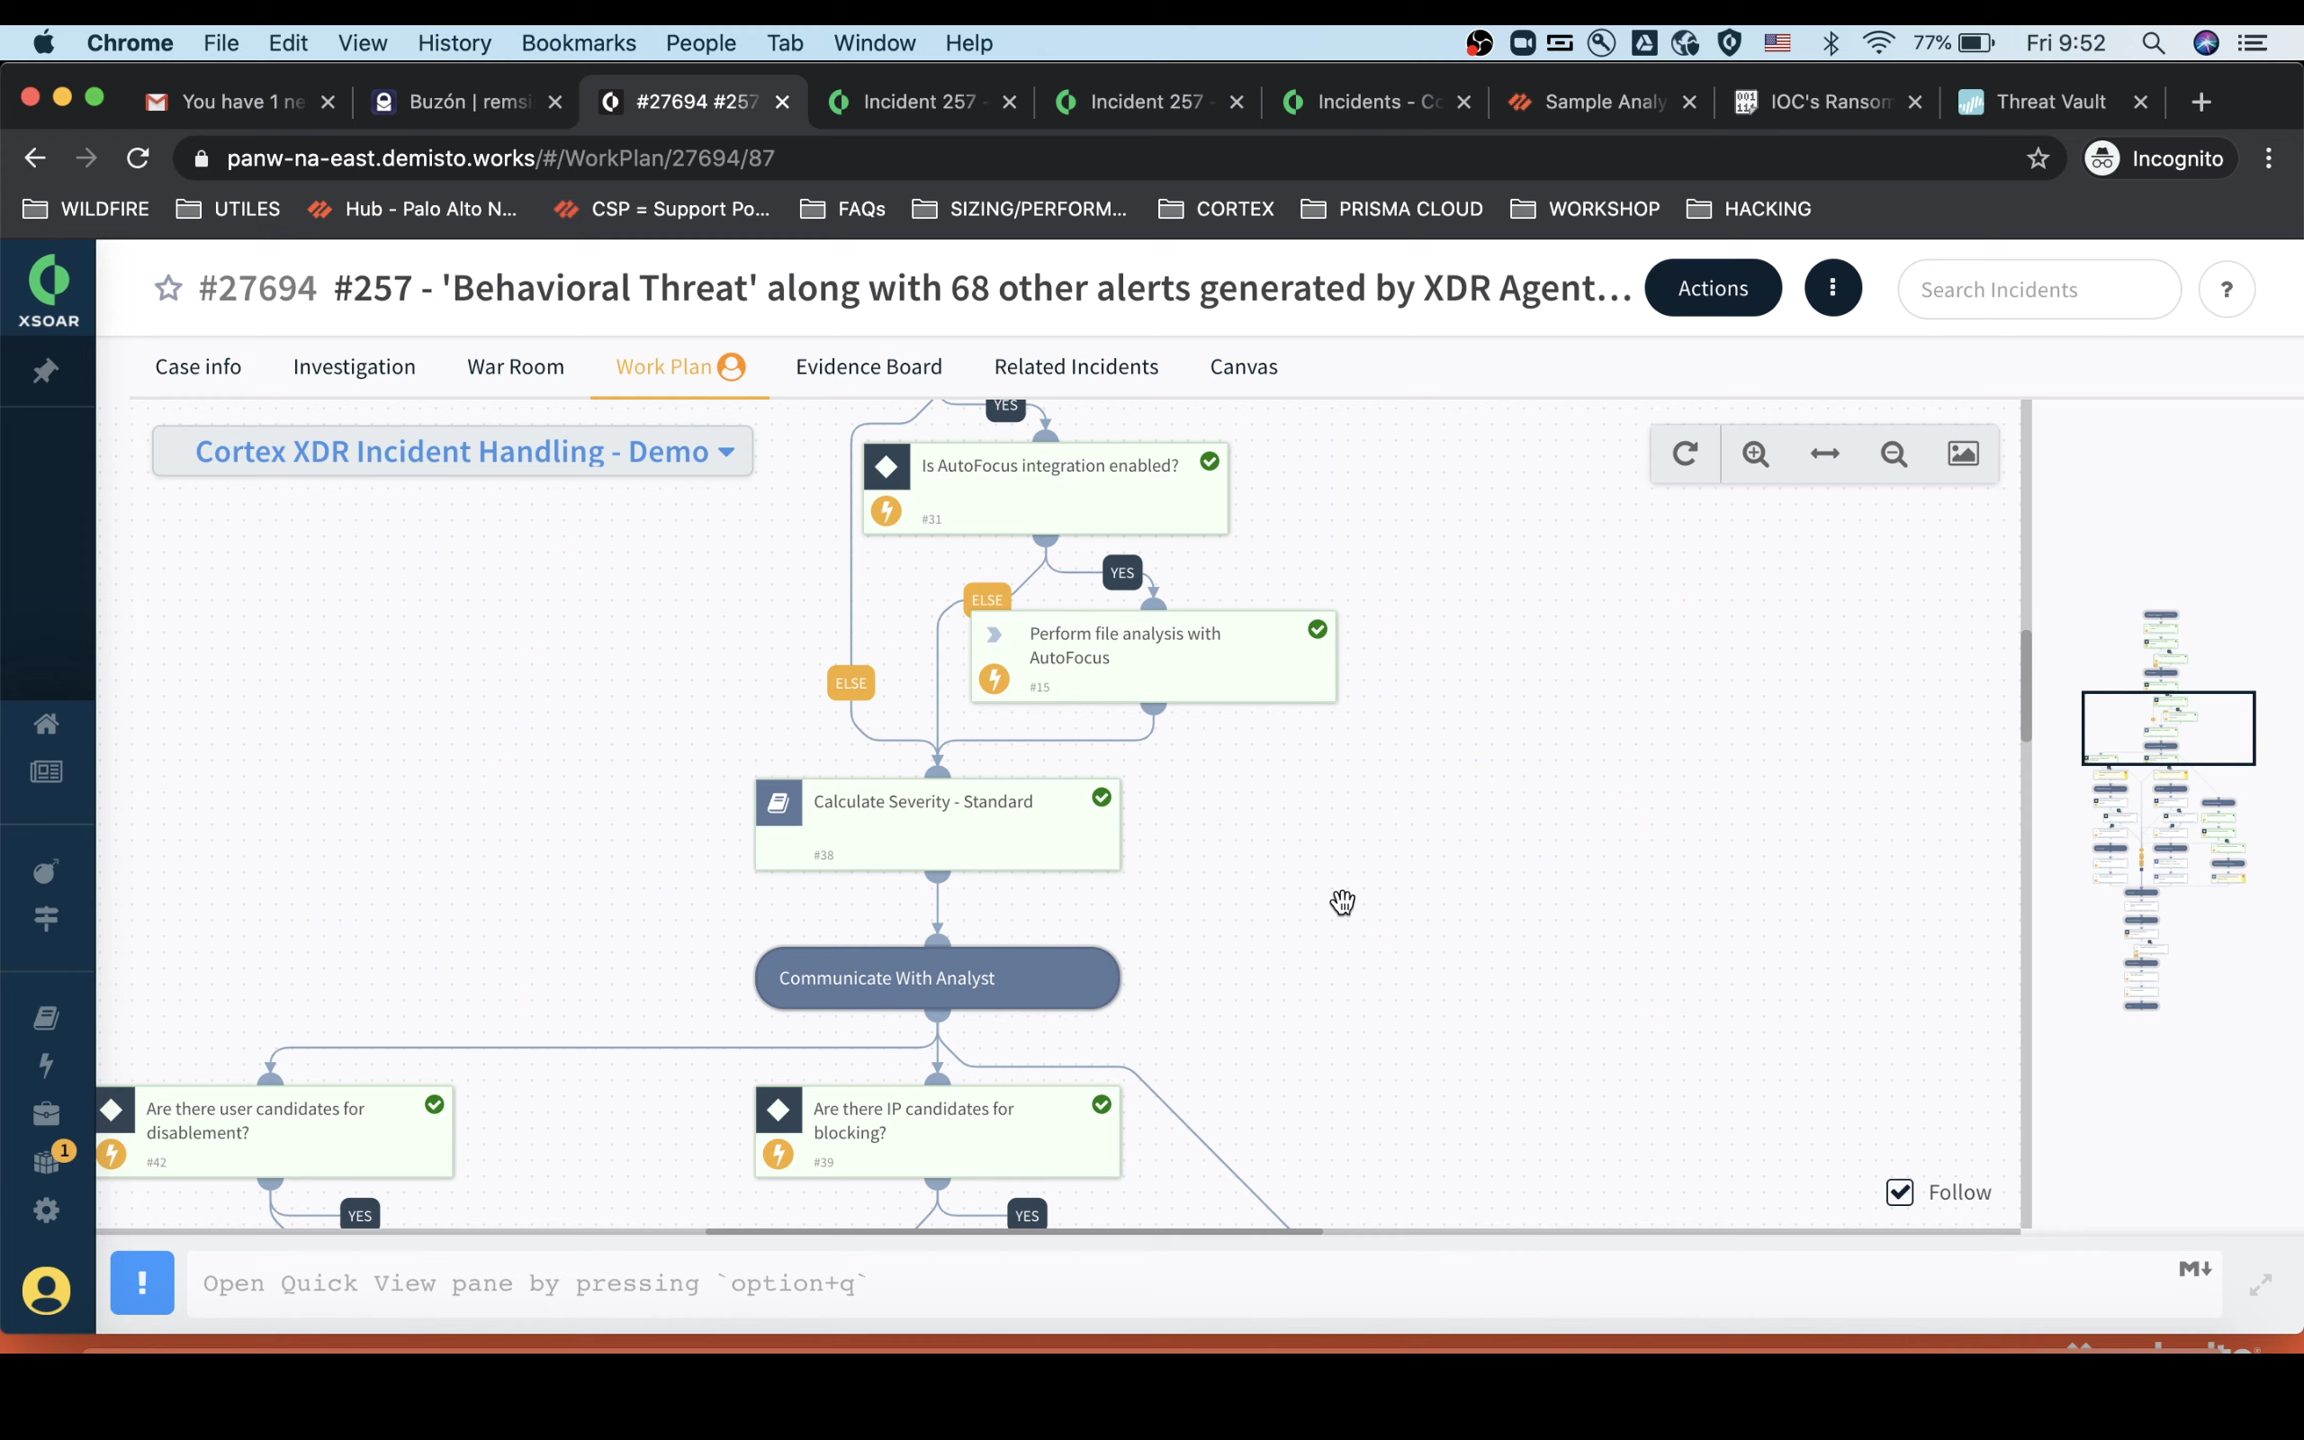 Chrome File Edit View History Bookmarks People Tab Window Help 77% Fri 9:52
You have 1 ne Buzón | remsi #27694 #257 Incident 257 - Incident 257 - Incidents - Co Sample Analy IOC's Ransom Threat Vault
panw-na-east.demisto.works/#/WorkPlan/27694/87 Incognito
WILDFIRE UTILES Hub - Palo Alto N... CSP = Support Po... FAQs SIZING/PERFORM... CORTEX PRISMA CLOUD WORKSHOP HACKING
XSOAR
#27694 #257 - 'Behavioral Threat' along with 68 other alerts generated by XDR Agent... Actions Search Incidents ?
Case info Investigation War Room Work Plan Evidence Board Related Incidents Canvas
YES
Cortex XDR Incident Handling - Demo
Is AutoFocus integration enabled?
#31
YES
ELSE
Perform file analysis with
AutoFocus
#15
ELSE
Calculate Severity - Standard
#38
Communicate With Analyst
Are there user candidates for
disablement?
#42
Are there IP candidates for
blocking?
#39
YES
YES
1
Follow
! Open Quick View pane by pressing `option+q` M↓